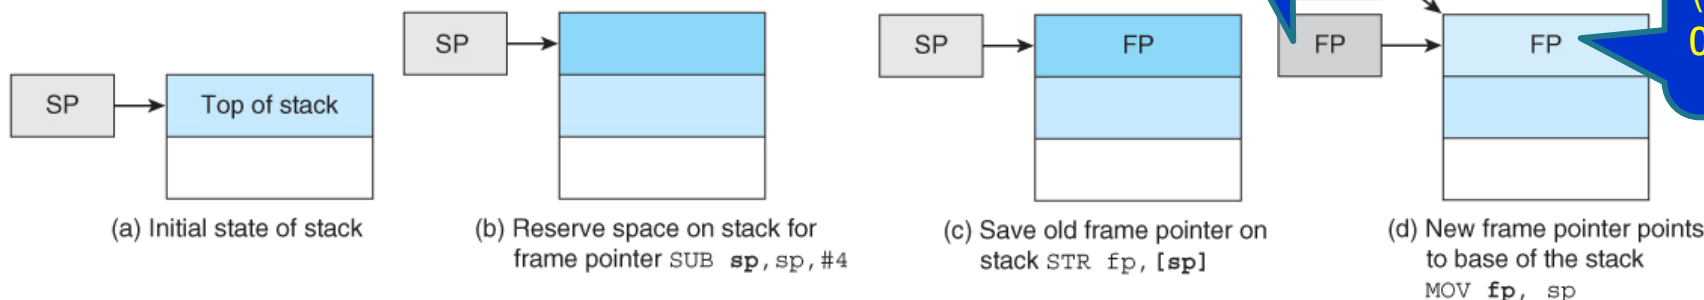 SP
Top of stack
(a) Initial state of stack
SP
(b) Reserve space on stack for
frame pointer SUB sp,sp,#4
SP
FP
(c) Save old frame pointer on
stack STR fp,[sp]
FP
FP
(d) New frame pointer points
to base of the stack
MOV fp, sp